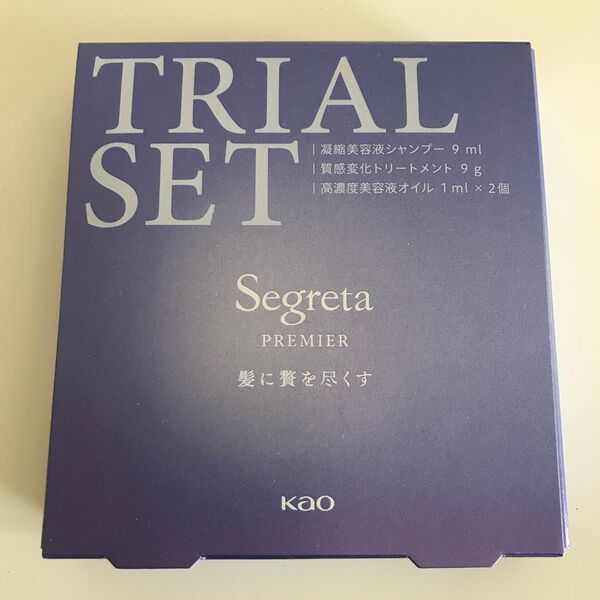 TRIAL
SET
| 凝縮美容液シャンプー 9 ml
| 質感変化トリートメント 9 g
| 高濃度美容液オイル 1 ml × 2個
Segreta
PREMIER
髪に贅を尽くす
Kao